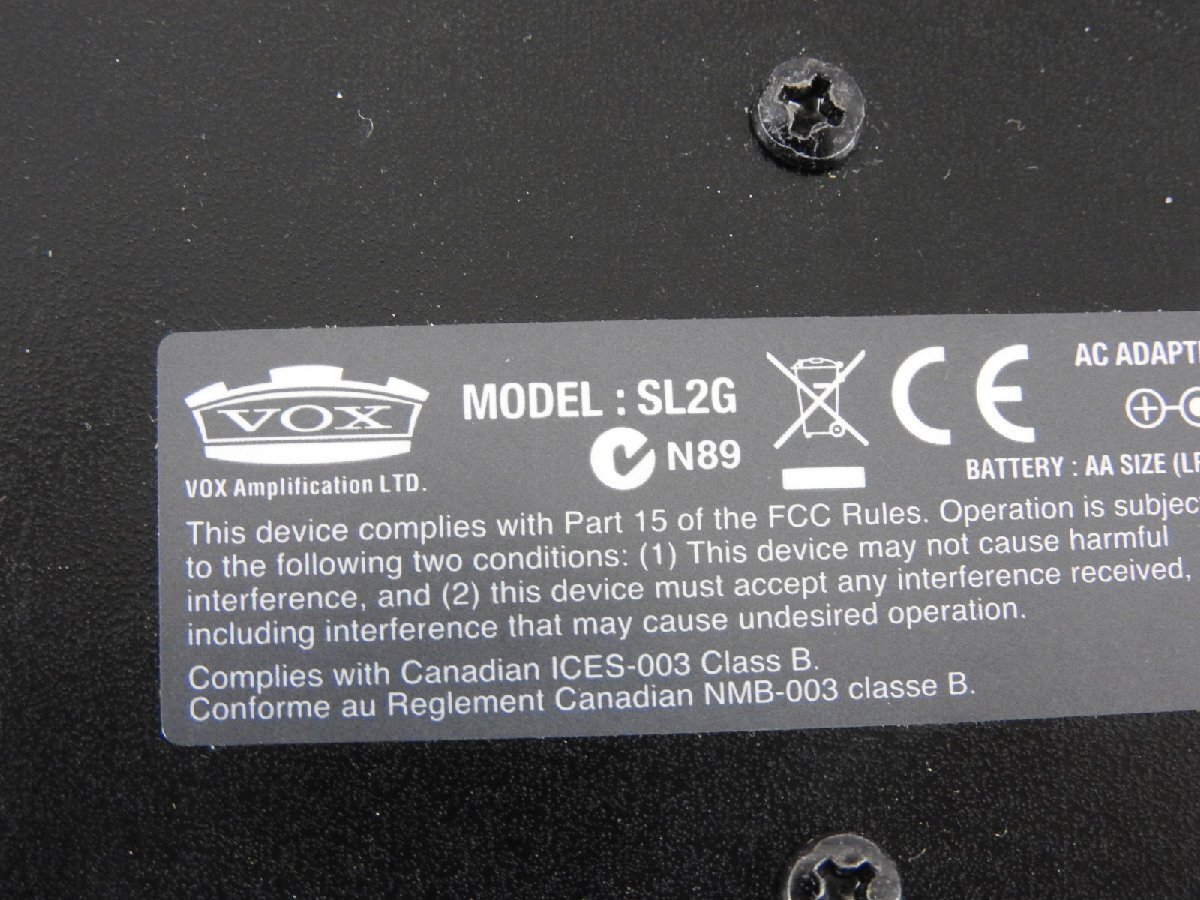 VOX
VOX Amplification LTD.
MODEL : SL2G
N89
CE
AC ADAPT
BATTERY : AA SIZE (LR
This device complies with Part 15 of the FCC Rules. Operation is subjec
to the following two conditions: (1) This device may not cause harmful
interference, and (2) this device must accept any interference received,
including interference that may cause undesired operation.
Complies with Canadian ICES-003 Class B.
Conforme au Reglement Canadian NMB-003 classe B.